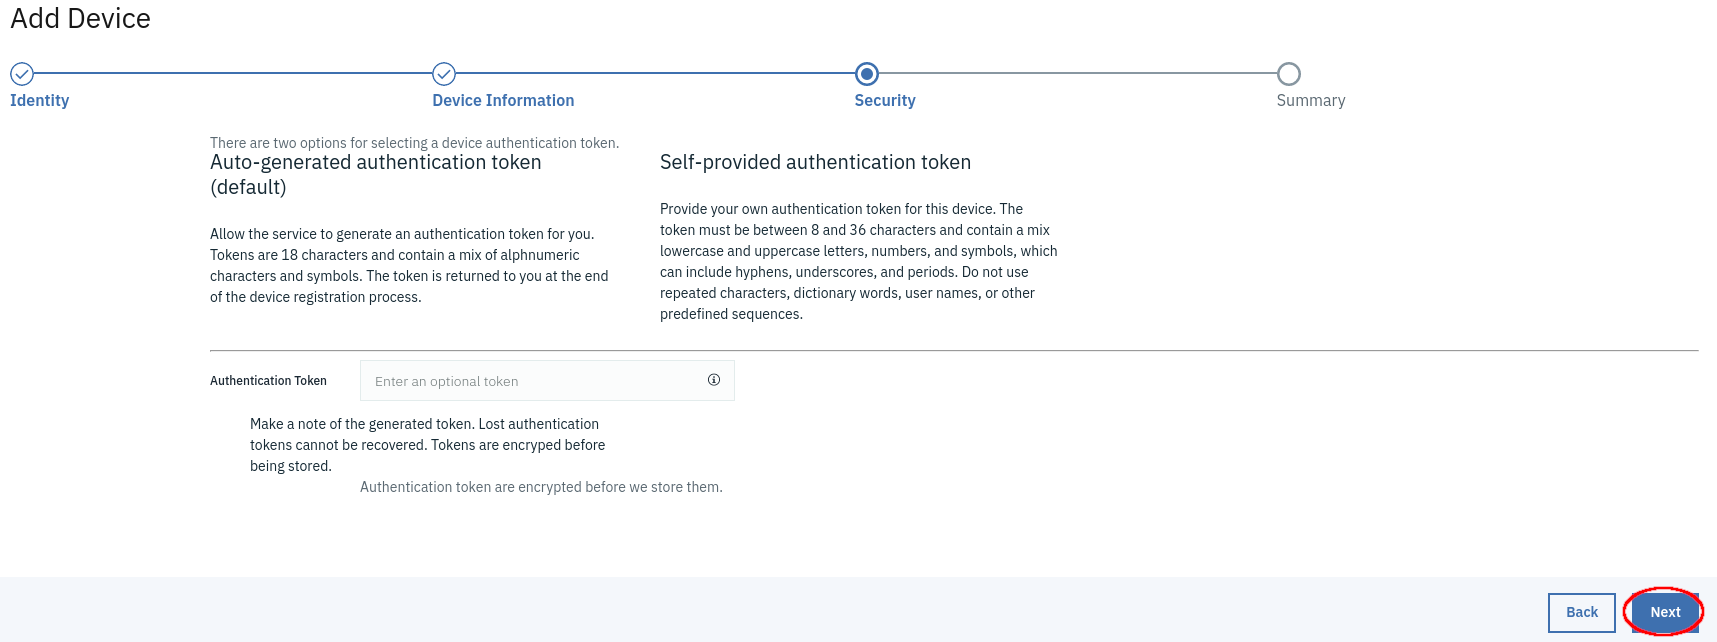 Add Device
Identity
Device Information
Security
Summary
There are two options for selecting a device authentication token.
Auto-generated authentication token
(default)
Allow the service to generate an authentication token for you.
Tokens are 18 characters and contain a mix of alphnumeric
characters and symbols. The token is returned to you at the end
of the device registration process.
Self-provided authentication token
Provide your own authentication token for this device. The
token must be between 8 and 36 characters and contain a mix
lowercase and uppercase letters, numbers, and symbols, which
can include hyphens, underscores, and periods. Do not use
repeated characters, dictionary words, user names, or other
predefined sequences.
Authentication Token
Enter an optional token
Make a note of the generated token. Lost authentication
tokens cannot be recovered. Tokens are encryped before
being stored.
Authentication token are encrypted before we store them.
Back
Next